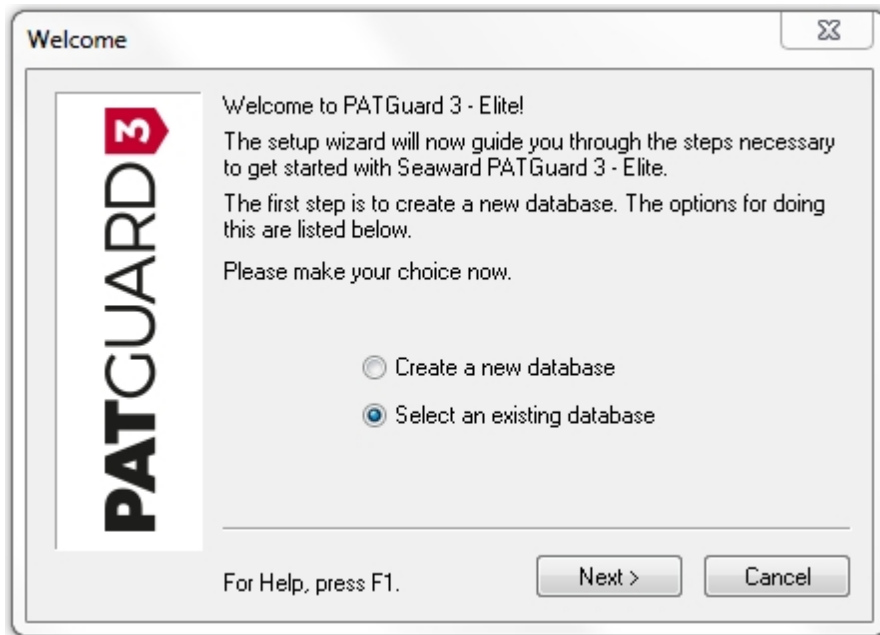 Welcome
PATGUARD 3
Welcome to PATGuard 3 - Elite!
The setup wizard will now guide you through the steps necessary
to get started with Seaward PATGuard 3 - Elite.
The first step is to create a new database. The options for doing
this are listed below.
Please make your choice now.
Create a new database
Select an existing database
For Help, press F1.
Next >
Cancel